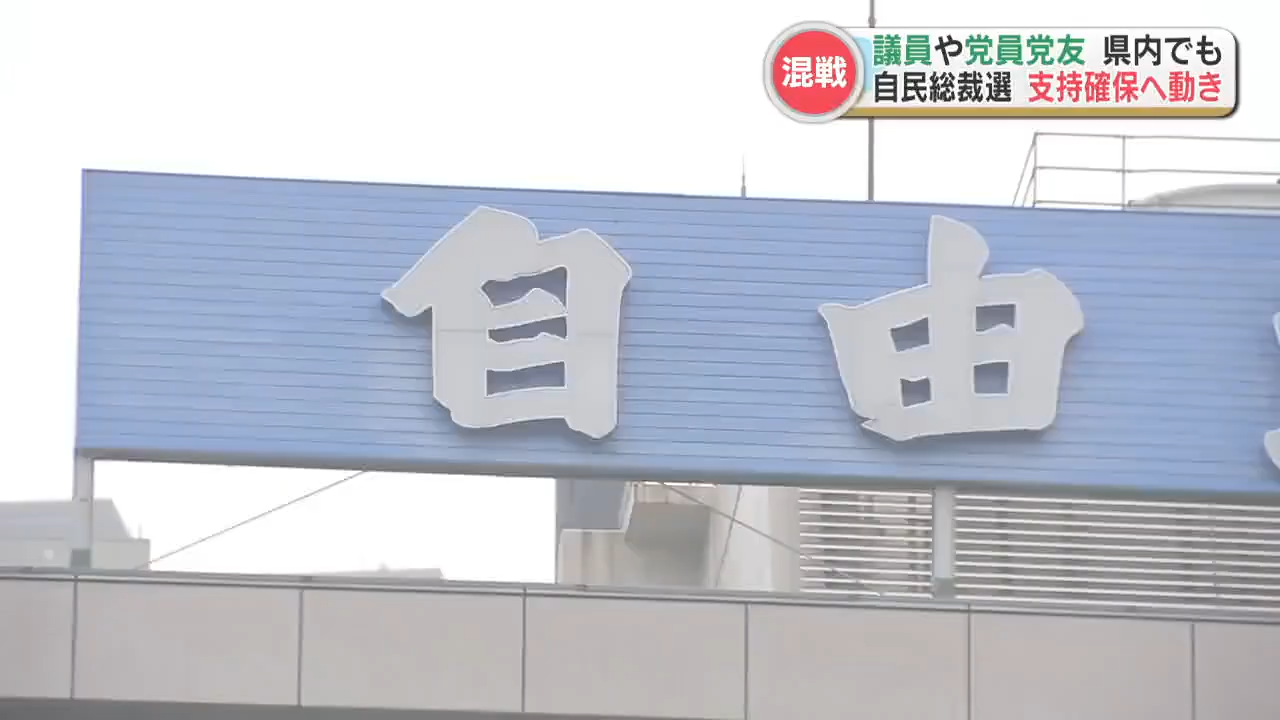 混戦
議員や党員党友 県内でも
自民総裁選 支持確保へ動き
自由